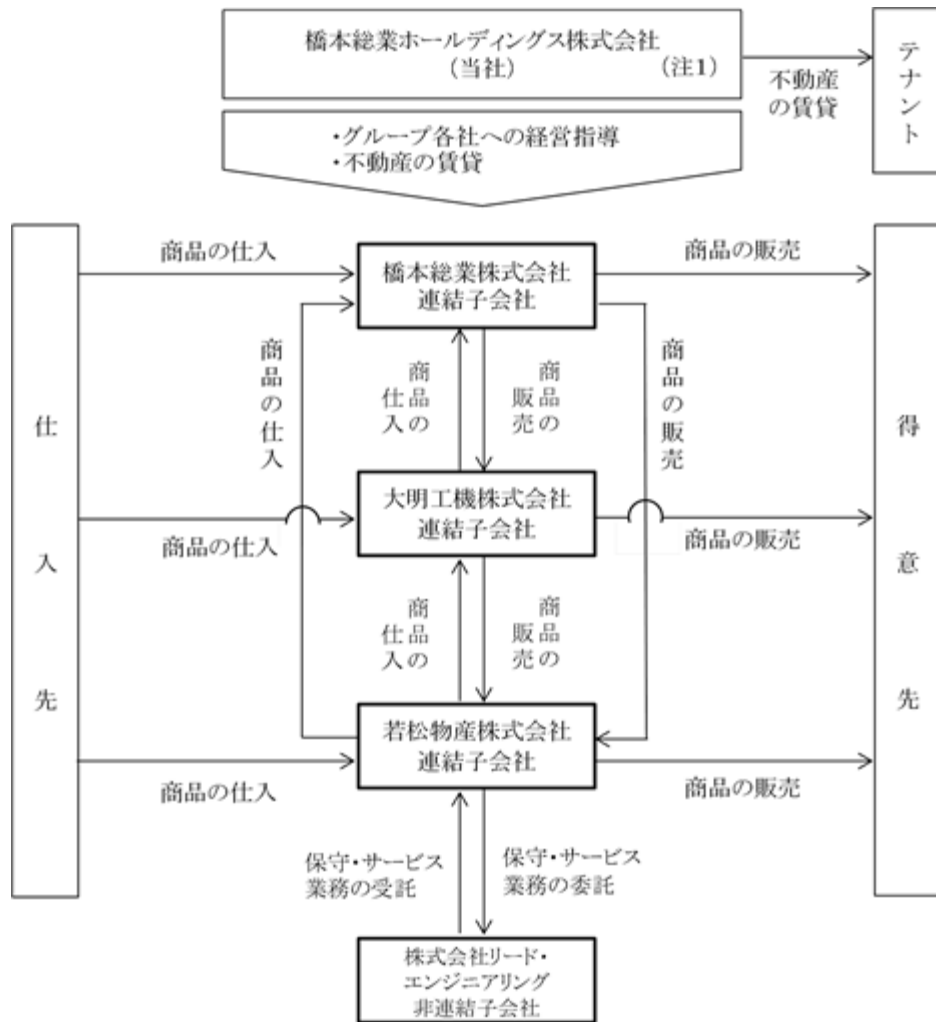 橋本総業ホールディングス株式会社
(当社)　(注1)
不動産
の賃貸
テナント
・グループ各社への経営指導
・不動産の賃貸
仕入先
得意先
商品の仕入
橋本総業株式会社
連結子会社
商品の販売
商品の仕入
商品の
仕入
商品の
販売
商品の販売
商品の仕入
大明工機株式会社
連結子会社
商品の販売
商品の
仕入
商品の
販売
商品の仕入
若松物産株式会社
連結子会社
商品の販売
保守・サービス
業務の受託
保守・サービス
業務の委託
株式会社リード・
エンジニアリング
非連結子会社